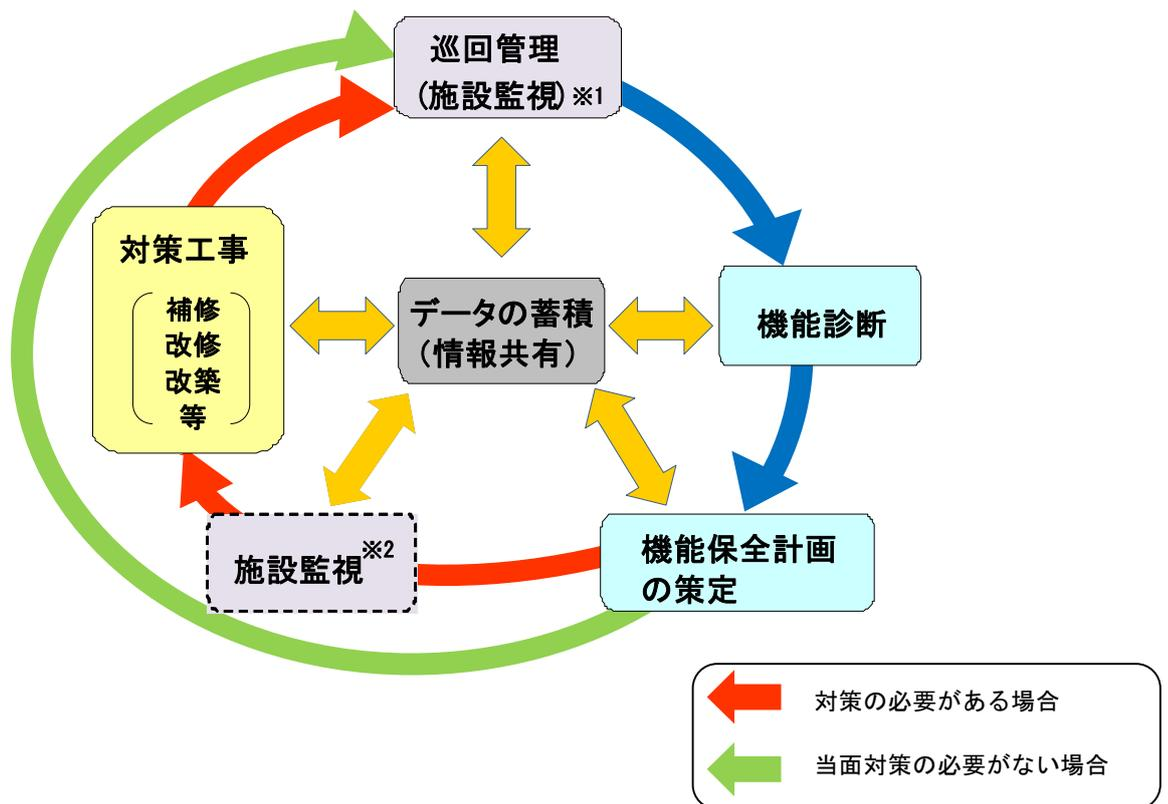 巡回管理
(施設監視)※1
対策工事
補修
改修
改築
等
データの蓄積
(情報共有)
機能診断
施設監視※2
機能保全計画
の策定
対策の必要がある場合
当面対策の必要がない場合